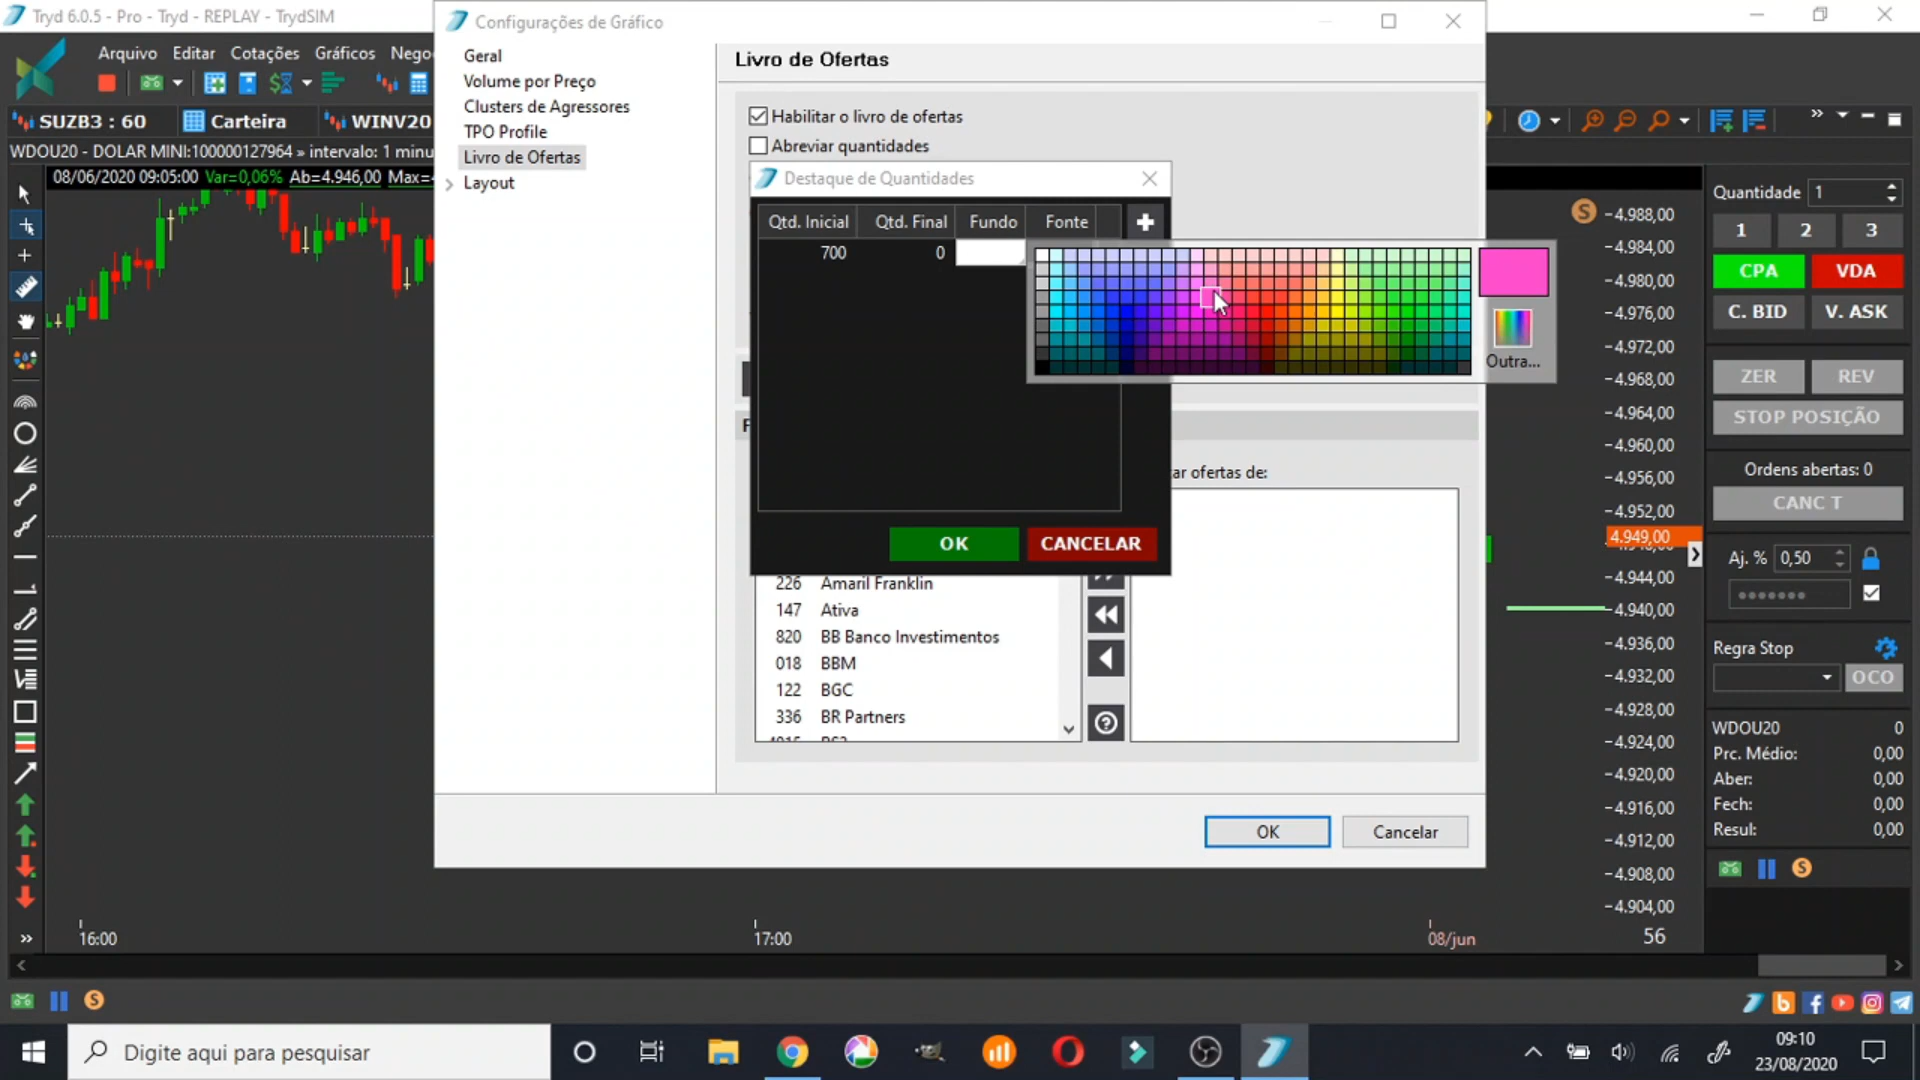 Tryd 6.0.5 - Pro - Tryd - REPLAY - TrydSIM
Configurações de Gráfico
Arquivo Editar Cotações Gráficos Nego
Geral
Volume por Preço
Clusters de Agressores
TPO Profile
Livro de Ofertas
Layout
Livro de Ofertas
Habilitar o livro de ofertas
Abreviar quantidades
SUZB3 : 60 Carteira WINV20
WDOU20 - DOLAR MINI:100000127964 » intervalo: 1 minu
08/06/2020 09:05:00 Var=0,06% Ab=4.946,00 Max=
Destaque de Quantidades
Qtd. Inicial Qtd. Final Fundo Fonte
700 0
Outra...
OK CANCELAR
ar ofertas de:
226 Amaril Franklin
147 Ativa
820 BB Banco Investimentos
018 BBM
122 BGC
336 BR Partners
OK Cancelar
S
4.988,00
4.984,00
4.980,00
4.976,00
4.972,00
4.968,00
4.964,00
4.960,00
4.956,00
4.952,00
4.949,00
4.944,00
4.940,00
4.936,00
4.932,00
4.928,00
4.924,00
4.920,00
4.916,00
4.912,00
4.908,00
4.904,00
56
16:00 17:00 08/jun
Quantidade 1
1 2 3
CPA VDA
C. BID V. ASK
ZER REV
STOP POSIÇÃO
Ordens abertas: 0
CANC T
Aj. % 0,50
Regra Stop
OCO
WDOU20 0
Prc. Médio: 0,00
Aber: 0,00
Fech: 0,00
Resul: 0,00
Digite aqui para pesquisar
09:10
23/08/2020